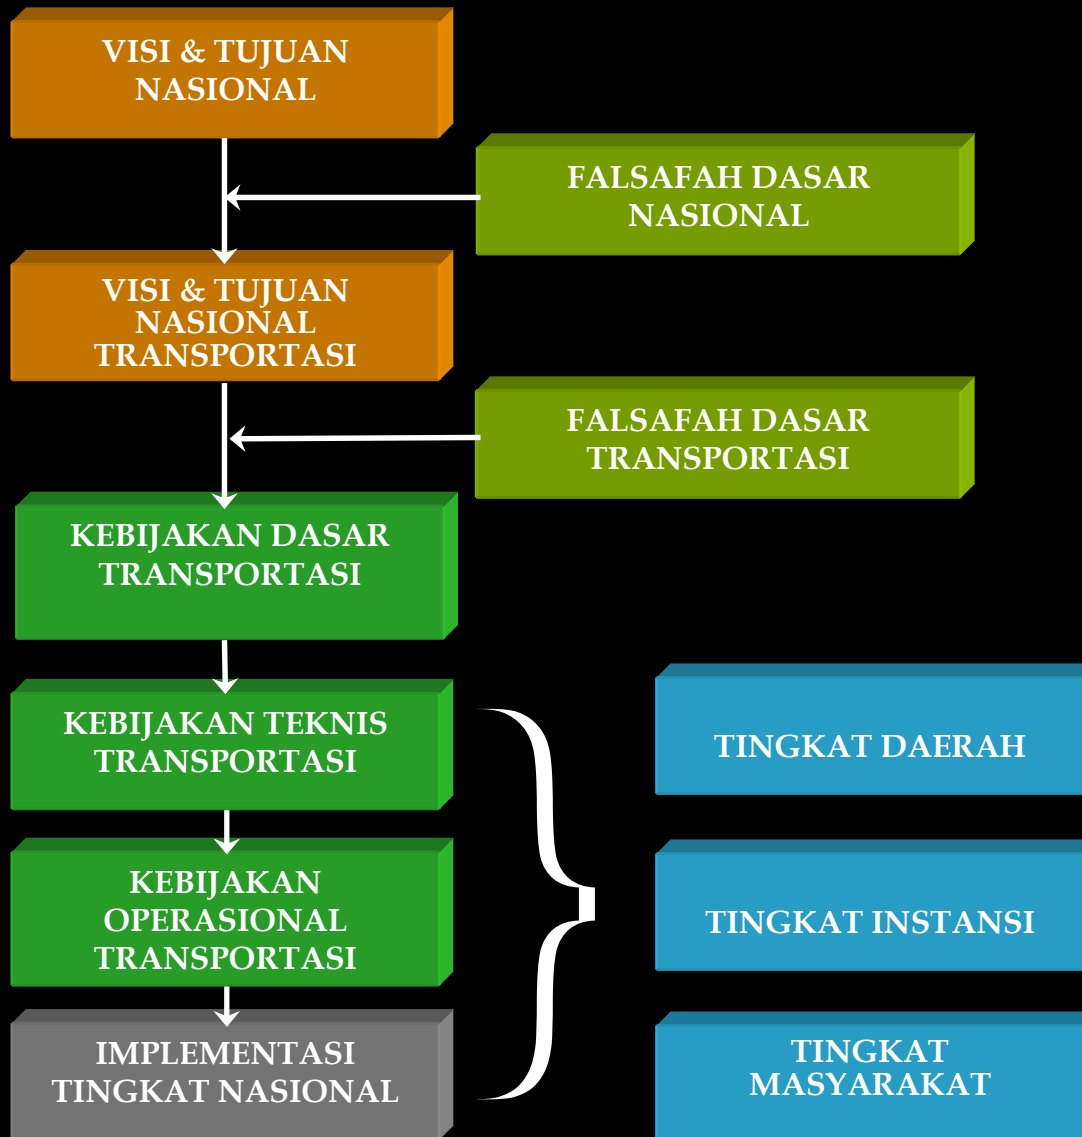 VISI & TUJUAN
NASIONAL
FALSAFAH DASAR
NASIONAL
VISI & TUJUAN
NASIONAL
TRANSPORTASI
FALSAFAH DASAR
TRANSPORTASI
KEBIJAKAN DASAR
TRANSPORTASI
KEBIJAKAN TEKNIS
TRANSPORTASI
KEBIJAKAN
OPERASIONAL
TRANSPORTASI
IMPLEMENTASI
TINGKAT NASIONAL
TINGKAT DAERAH
TINGKAT INSTANSI
TINGKAT
MASYARAKAT